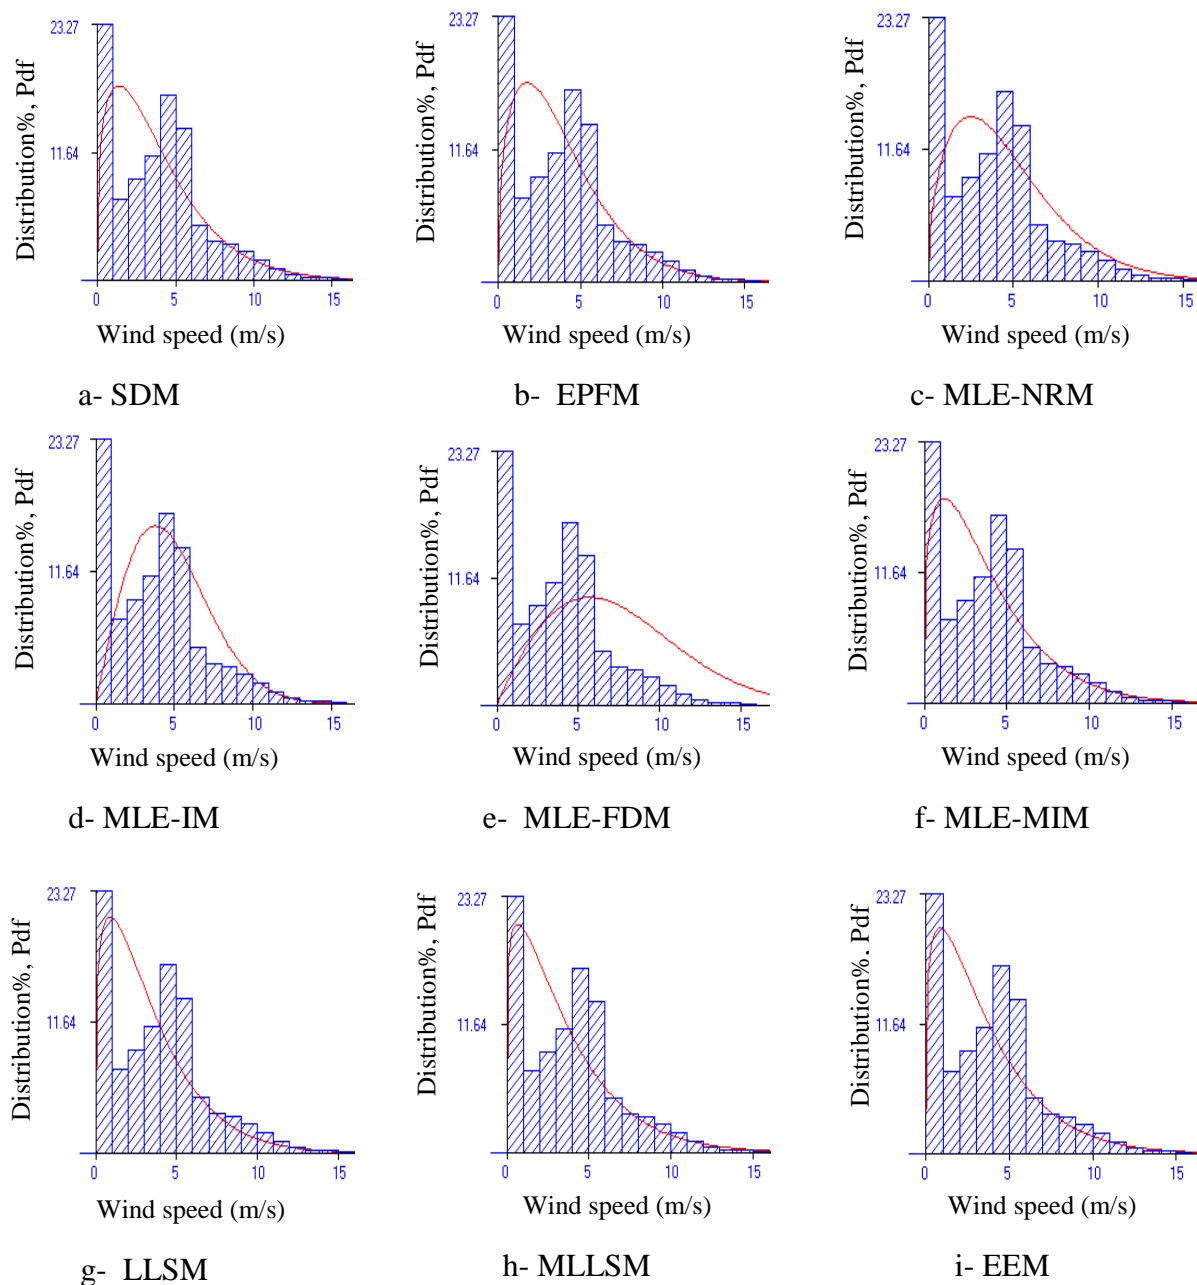 23.27
11.64
Distribution%, Pdf
0 5 10 15
Wind speed (m/s)
a- SDM
23.27
11.64
Distribution%, Pdf
0 5 10 15
Wind speed (m/s)
b- EPFM
23.27
11.64
Distribution%, Pdf
0 5 10 15
Wind speed (m/s)
c- MLE-NRM
23.27
11.64
Distribution%, Pdf
0 5 10 15
Wind speed (m/s)
d- MLE-IM
23.27
11.64
Distribution%, Pdf
0 5 10 15
Wind speed (m/s)
e- MLE-FDM
23.27
11.64
Distribution%, Pdf
0 5 10 15
Wind speed (m/s)
f- MLE-MIM
23.27
11.64
Distribution%, Pdf
0 5 10 15
Wind speed (m/s)
g- LLSM
23.27
11.64
Distribution%, Pdf
0 5 10 15
Wind speed (m/s)
h- MLLSM
23.27
11.64
Distribution%. Pdf
0 5 10 15
Wind speed (m/s)
i- EEM